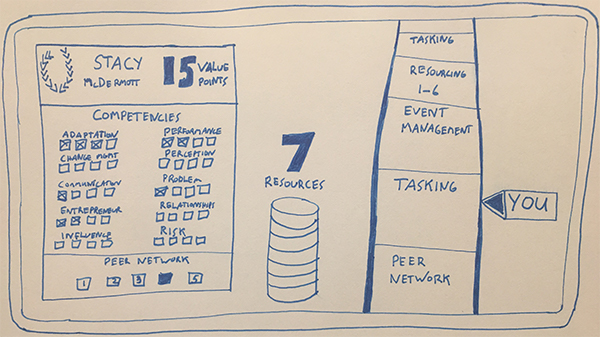 STACY
McDERMOTT
15 VALUE
POINTS
COMPETENCIES
ADAPTATION
PERFORMANCE
CHANGE MGMT
PERCEPTION
COMMUNICATION
PROBLEM
ENTREPRENEUR
RELATIONSHIPS
INFLUENCE
RISK
PEER NETWORK
1 2 3 5
7
RESOURCES
TASKING
RESOURCING
1-6
EVENT
MANAGEMENT
TASKING
YOU
PEER
NETWORK